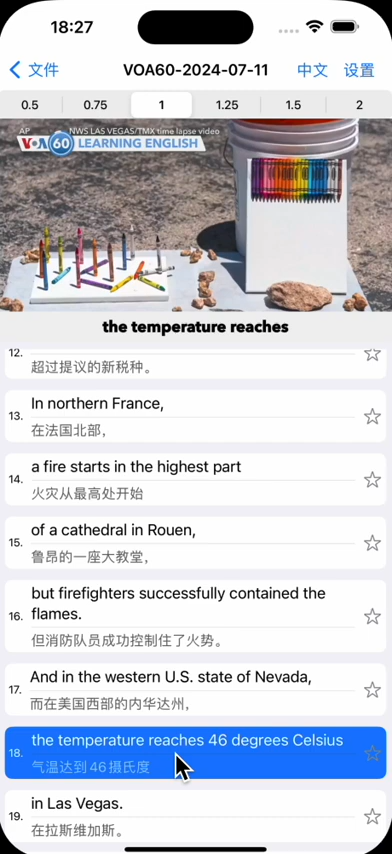 18:27
文件
VOA60-2024-07-11
中文
设置
0.5
0.75
1
1.25
1.5
2
AP
NWS LAS VEGAS/TMX time lapse video
VOA 60 LEARNING ENGLISH
the temperature reaches
12.
超过提议的新税种。
13.
In northern France,
在法国北部，
14.
a fire starts in the highest part
火灾从最高处开始
15.
of a cathedral in Rouen,
鲁昂的一座大教堂，
16.
but firefighters successfully contained the
flames.
但消防队员成功控制住了火势。
17.
And in the western U.S. state of Nevada,
而在美国西部的内华达州，
18.
the temperature reaches 46 degrees Celsius
气温达到 46 摄氏度
19.
in Las Vegas.
在拉斯维加斯。